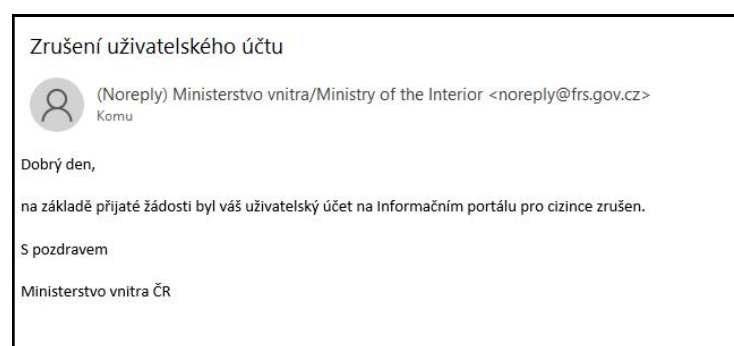 Zrušení uživatelského účtu
(Noreply) Ministerstvo vnitra/Ministry of the Interior <noreply@frs.gov.cz>
Komu
Dobrý den,
na základě přijaté žádosti byl váš uživatelský účet na Informačním portálu pro cizince zrušen.
S pozdravem
Ministerstvo vnitra ČR